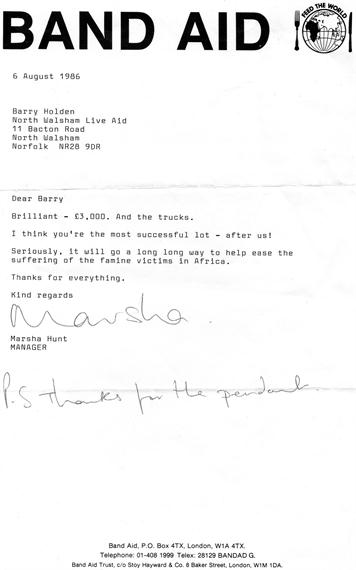 BAND AID
FEED THE WORLD
6 August 1986
Barry Holden
North Walsham Live Aid
11 Bacton Road
North Walsham
Norfolk NR28 9DR
Dear Barry
Brilliant - £3,000. And the trucks.
I think you're the most successful lot - after us!
Seriously, it will go a long long way to help ease the
suffering of the famine victims in Africa.
Thanks for everything.
Kind regards
Marsha
Marsha Hunt
MANAGER
P.S Thanks for the pendant.
Band Aid, P.O. Box 4TX, London, W1A 4TX.
Telephone: 01-408 1999 Telex: 28129 BANDAD G.
Band Aid Trust, c/o Stoy Hayward & Co. 8 Baker Street, London, W1M 1DA.